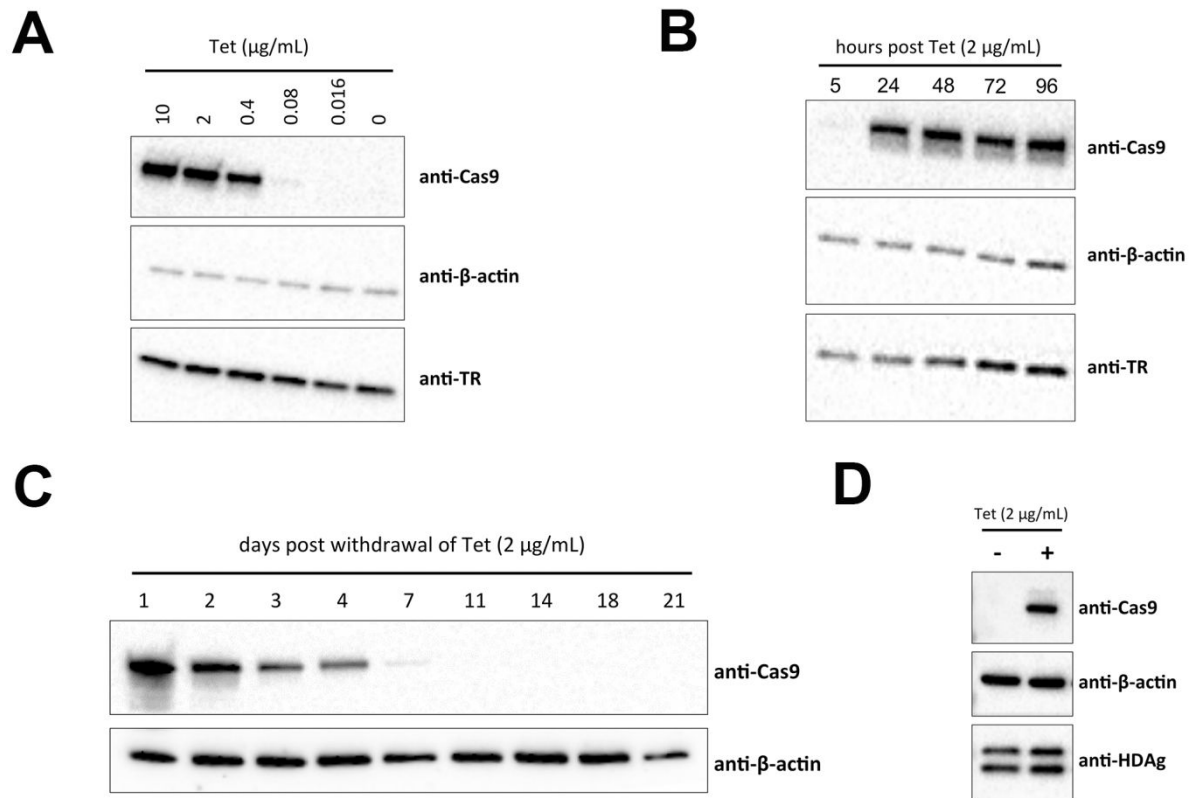 A
Tet (µg/mL)
10 2 0.4 0.08 0.016 0
anti-Cas9
anti-β-actin
anti-TR
B
hours post Tet (2 µg/mL)
5 24 48 72 96
anti-Cas9
anti-β-actin
anti-TR
C
days post withdrawal of Tet (2 µg/mL)
1 2 3 4 7 11 14 18 21
anti-Cas9
anti-β-actin
D
Tet (2 µg/mL)
- +
anti-Cas9
anti-β-actin
anti-HDAg